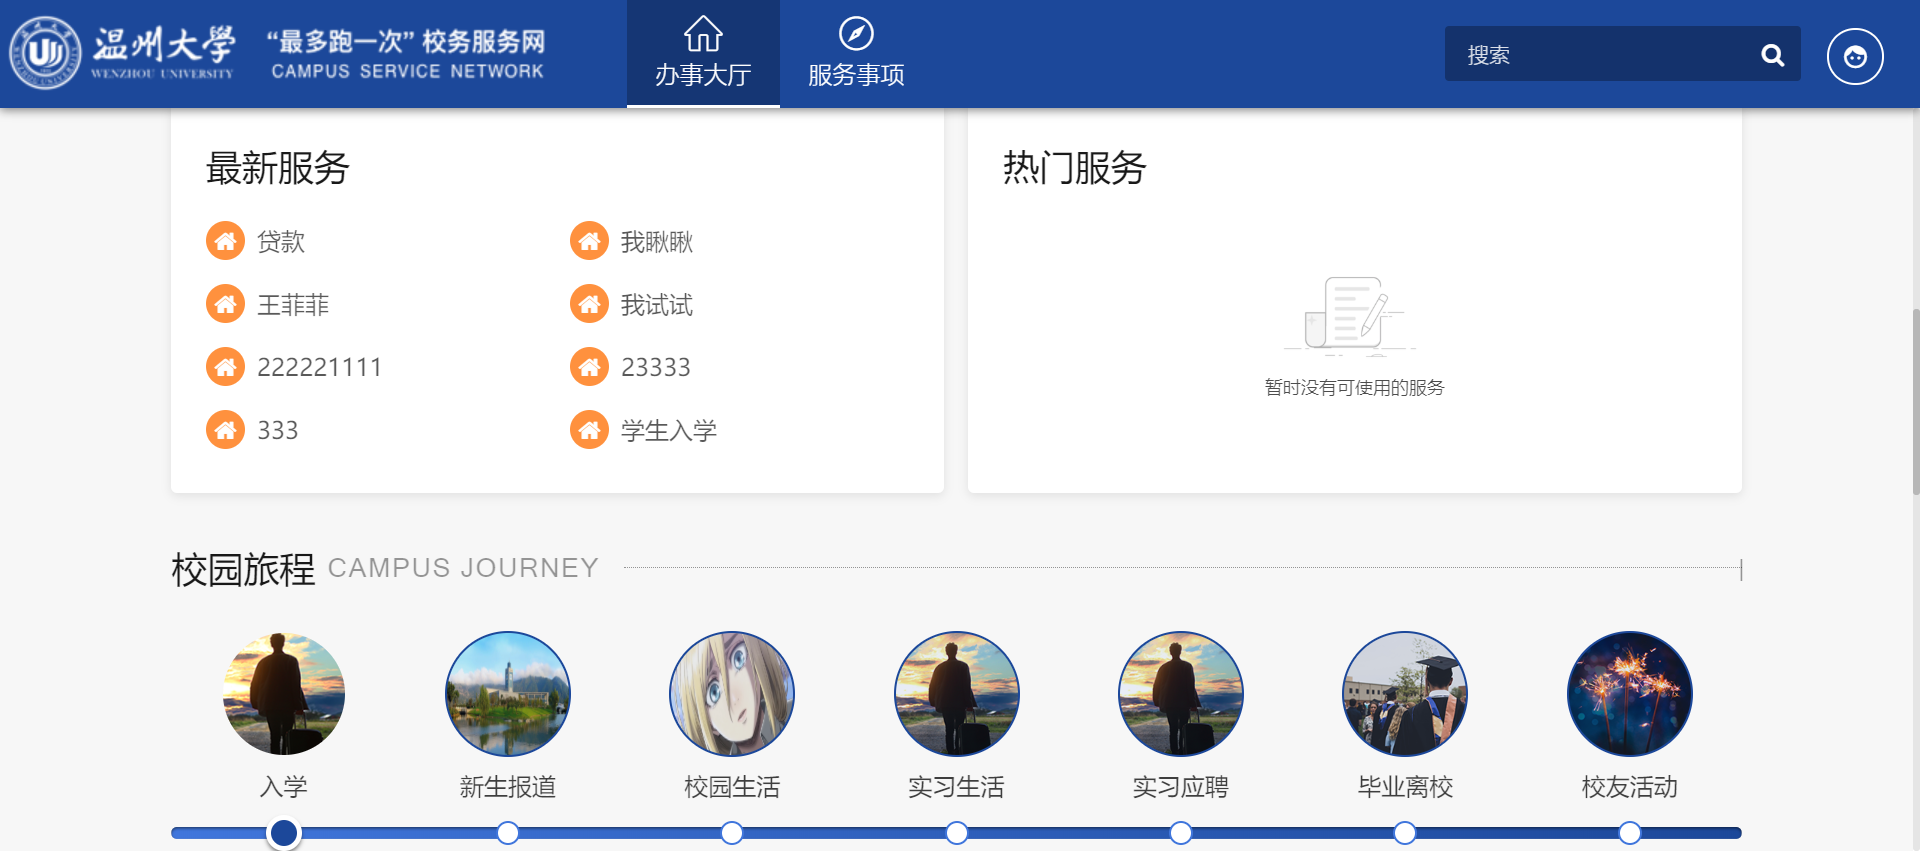 温州大学
WENZHOU UNIVERSITY
“最多跑一次” 校务服务网
CAMPUS SERVICE NETWORK
办事大厅
服务事项
搜索
最新服务
贷款
我瞅瞅
王菲菲
我试试
222221111
23333
333
学生入学
热门服务
暂时没有可使用的服务
校园旅程 CAMPUS JOURNEY
入学
新生报道
校园生活
实习生活
实习应聘
毕业离校
校友活动